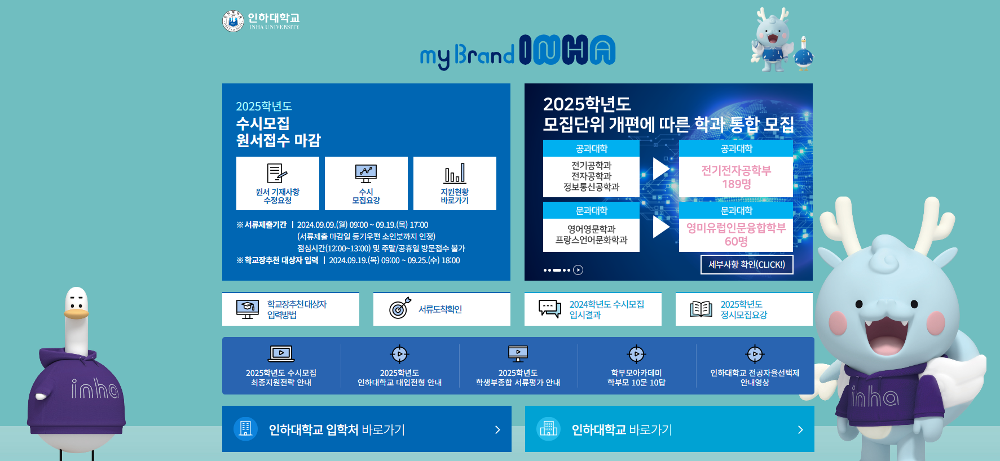 인하대학교
INHA UNIVERSITY
my Brand INHA
2025학년도
수시모집
원서접수 마감
원서 기재사항
수정요청
수시
모집요강
지원현황
바로가기
※ 서류제출기간 | 2024.09.09.(월) 09:00 ~ 09.19.(목) 17:00
(서류제출 마감일 등기우편 소인분까지 인정)
점심시간(12:00~13:00) 및 주말/공휴일 방문접수 불가
※ 학교장추천 대상자 입력 | 2024.09.19.(목) 09:00 ~ 09.25.(수) 18:00
2025학년도
모집단위 개편에 따른 학과 통합 모집
공과대학
전기공학과
전자공학과
정보통신공학과
공과대학
전기전자공학부
189명
문과대학
영어영문학과
프랑스언어문화학과
문과대학
영미유럽인문융합학부
60명
세부사항 확인(CLICK!)
학교장추천 대상자
입력방법
서류도착확인
2024학년도 수시모집
입시결과
2025학년도
정시모집요강
2025학년도 수시모집
최종지원전략 안내
2025학년도
인하대학교 대입전형 안내
2025학년도
학생부종합 서류평가 안내
학부모아카데미
학부모 10문 10답
인하대학교 전공자율선택제
안내영상
인하대학교 입학처 바로가기
인하대학교 바로가기
inha
inha